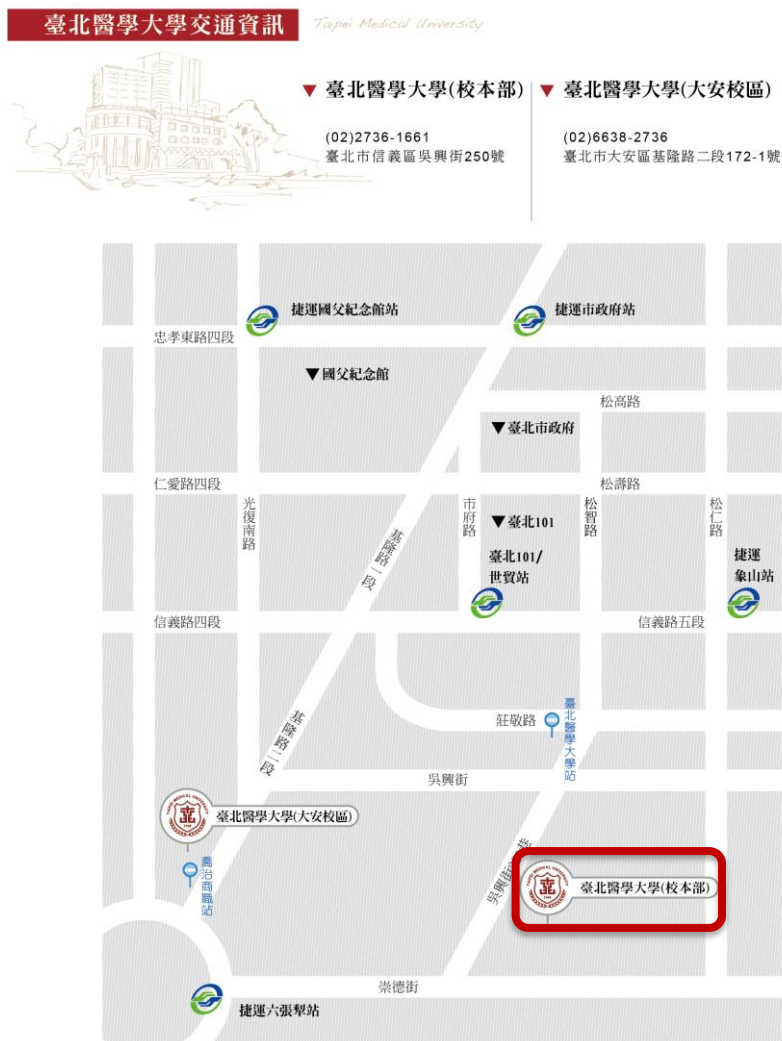 臺北醫學大學交通資訊
Taipei Medical University
▼ 臺北醫學大學(校本部)
(02)2736-1661
臺北市信義區吳興街250號
▼ 臺北醫學大學(大安校區)
(02)6638-2736
臺北市大安區基隆路二段172-1號
捷運國父紀念館站
捷運市政府站
忠孝東路四段
▼國父紀念館
松高路
▼臺北市政府
仁愛路四段
松壽路
光復南路
市府路
松智路
松仁路
▼臺北101
基隆路一段
臺北101/
世貿站
捷運
象山站
信義路四段
信義路五段
臺北醫學大學站
莊敬路
基隆路二段
吳興街
臺北醫學大學(大安校區)
喬治商職站
吳興街
臺北醫學大學(校本部)
崇德街
捷運六張犁站